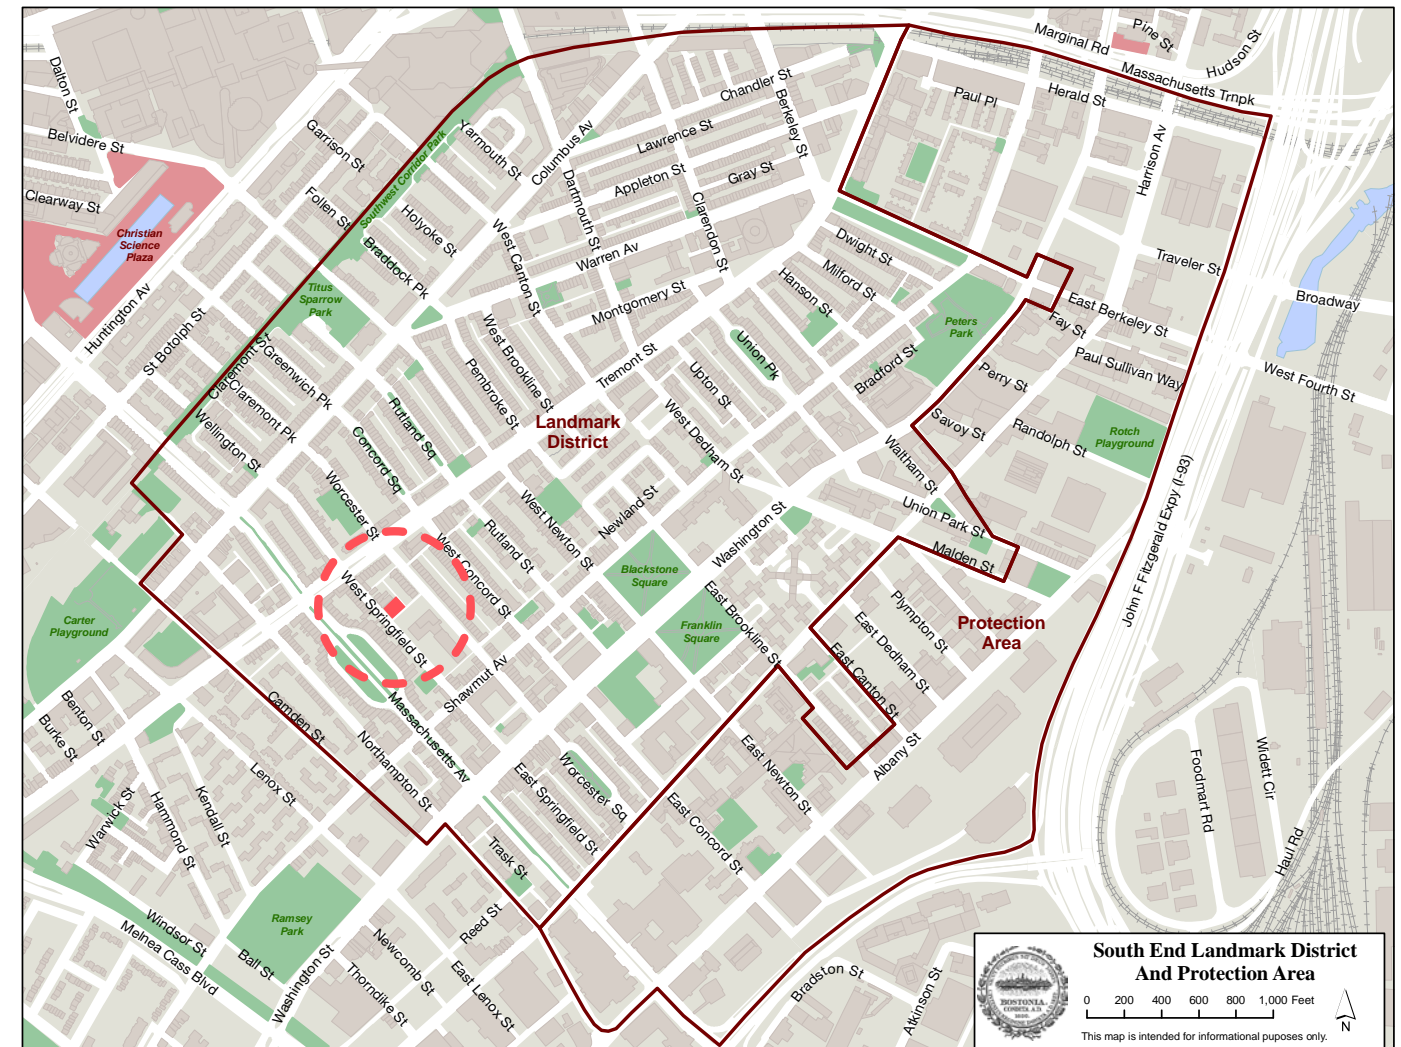 Marginal Rd
Pine St
Hudson St
Massachusetts Trnpk
Dalton St
Chandler St
Berkeley St
Paul Pl
Herald St
Belvidere St
Garrison St
Southwest Corridor Park
Yarmouth St
Columbus Av
Lawrence St
Harrison Av
Clearway St
Follen St
Holyoke St
Dartmouth St
Appleton St
Gray St
Clarendon St
Christian
Science
Plaza
Braddock Pk
West Canton St
Warren Av
Dwight St
Milford St
Traveler St
Titus
Sparrow
Park
Huntington Av
St Botolph St
Montgomery St
Hanson St
Peters
Park
East Berkeley St
Broadway
Fay St
Claremont St
Greenwich Pk
West Brookline St
Union Pk
Paul Sullivan Way
Claremont Pk
Pembroke St
Tremont St
Upton St
Bradford St
Perry St
West Fourth St
Wellington St
Rutland Sq
Concord Sq
Landmark
District
West Dedham St
Savoy St
Randolph St
Rotch
Playground
Waltham St
Worcester St
West Newton St
Newland St
Union Park St
John F Fitzgerald Expy (I-93)
Rutland St
Washington St
Malden St
West Concord St
Blackstone
Square
West Springfield St
East Brookline St
Plympton St
Carter
Playground
Franklin
Square
East Dedham St
Protection
Area
East Canton St
Shawmut Av
Massachusetts Av
Benton St
Burke St
Camden St
Northampton St
Albany St
East Newton St
Worcester Sq
East Springfield St
Lenox St
Foodmart Rd
Widett Cir
Warwick St
Hammond St
Kendall St
East Concord St
Trask St
Haul Rd
Ramsey
Park
Reed St
Windsor St
Melnea Cass Blvd
Ball St
Washington St
Newcomb St
Thorndike St
East Lenox St
Bradston St
Atkinson St
South End Landmark District
And Protection Area
BOSTONIA.
0 200 400 600 800 1,000 Feet
N
This map is intended for informational puposes only.